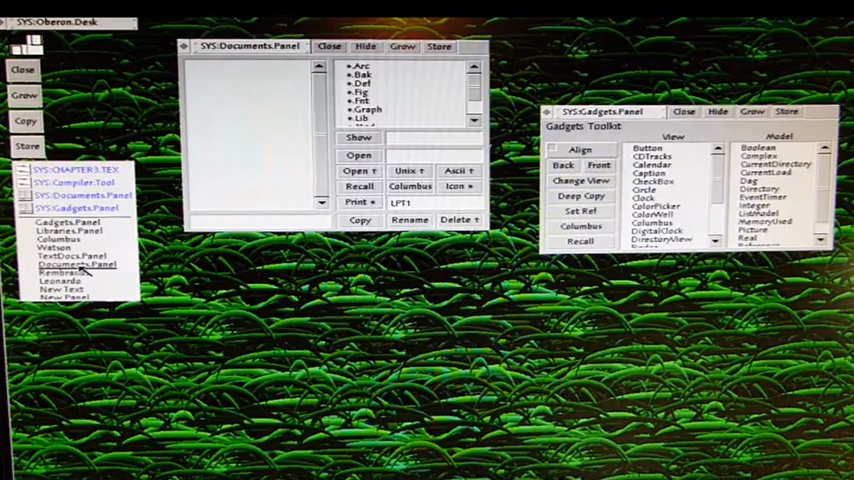 SYS:Oberon.Desk
Close
Grow
Copy
Store
SYS:CHAPTER3.TEX
SYS:Compiler.Tool
SYS:Documents.Panel
SYS:Gadgets.Panel
Gadgets.Panel
Libraries.Panel
Columbus
Watson
TextDocs.Panel
Documents.Panel
Leonardo
New Text
New Panel
SYS:Documents.Panel Close Hide Grow Store
*.Arc
*.Bak
*.Def
*.Fig
*.Fnt
*.Graph
*.Lib
Show
Open
Open ↑ Unix ↑ Ascii ↑
Recall Columbus Icon *
Print * LPT1
Copy Rename Delete ↑
SYS:Gadgets.Panel Close Hide Grow Store
Gadgets Toolkit
View Model
Align
Back Front
Change View
Deep Copy
Set Ref
Columbus
Recall
Button
CDTracks
Calendar
Caption
CheckBox
Circle
Clock
ColorPicker
ColorWell
Columbus
DigitalClock
DirectoryView
Boolean
Complex
CurrentDirectory
CurrentLoad
Dag
Directory
EventTimer
Integer
ListModel
MemoryUsed
Picture
Real